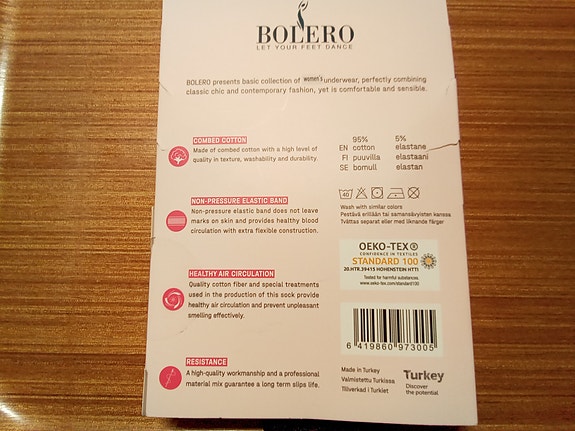 BOLERO
LET YOUR FEET DANCE
BOLERO presents basic collection of women's underwear, perfectly combining
classic chic and contemporary fashion, yet is comfortable and sensible.
COMBED COTTON
Made of combed cotton with a high level of
quality in texture, washability and durability.
95% 5%
EN cotton elastane
FI puuvilla elastaani
SE bomull elastan
NON-PRESSURE ELASTIC BAND
Non-pressure elastic band does not leave
marks on skin and provides healthy blood
circulation with extra flexible construction.
40
Wash with similar colors
Pestävä erillään tai samansävyisten kanssa
Tvättas separat eller med liknande färger
OEKO-TEX ®
CONFIDENCE IN TEXTILES
STANDARD 100
20.HTR.39415 HOHENSTEIN HTTI
Tested for harmful substances.
www.oeko-tex.com/standard100
HEALTHY AIR CIRCULATION
Quality cotton fiber and special treatments
used in the production of this sock provide
healthy air circulation and prevent unpleasant
smelling effectively.
6 419860 973005
RESISTANCE
A high-quality workmanship and a professional
material mix guarantee a long term slips life.
Made in Turkey
Valmistettu Turkissa
Tillverkad i Turkiet
Turkey
Discover
the potential